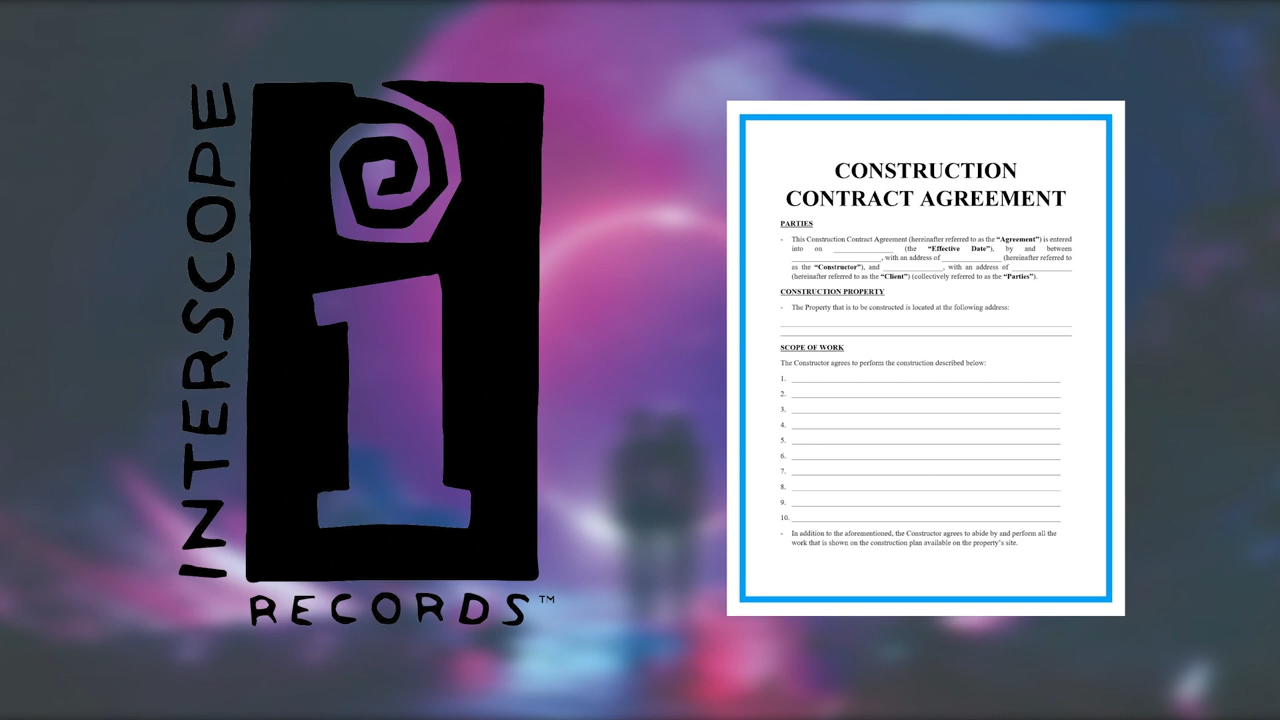 INTERSCOPE
RECORDS™
CONSTRUCTION
CONTRACT AGREEMENT
PARTIES
- This Construction Contract Agreement (hereinafter referred to as the “Agreement”) is entered
into on ________________ (the “Effective Date”), by and between
________________________, with an address of ________________ (hereinafter referred to
as the “Constructor”), and ________________, with an address of ________________
(hereinafter referred to as the “Client”) (collectively referred to as the “Parties”).
CONSTRUCTION PROPERTY
- The Property that is to be constructed is located at the following address:
SCOPE OF WORK
The Constructor agrees to perform the construction described below:
1.
2.
3.
4.
5.
6.
7.
8.
9.
10.
- In addition to the aforementioned, the Constructor agrees to abide by and perform all the
work that is shown on the construction plan available on the property’s site.